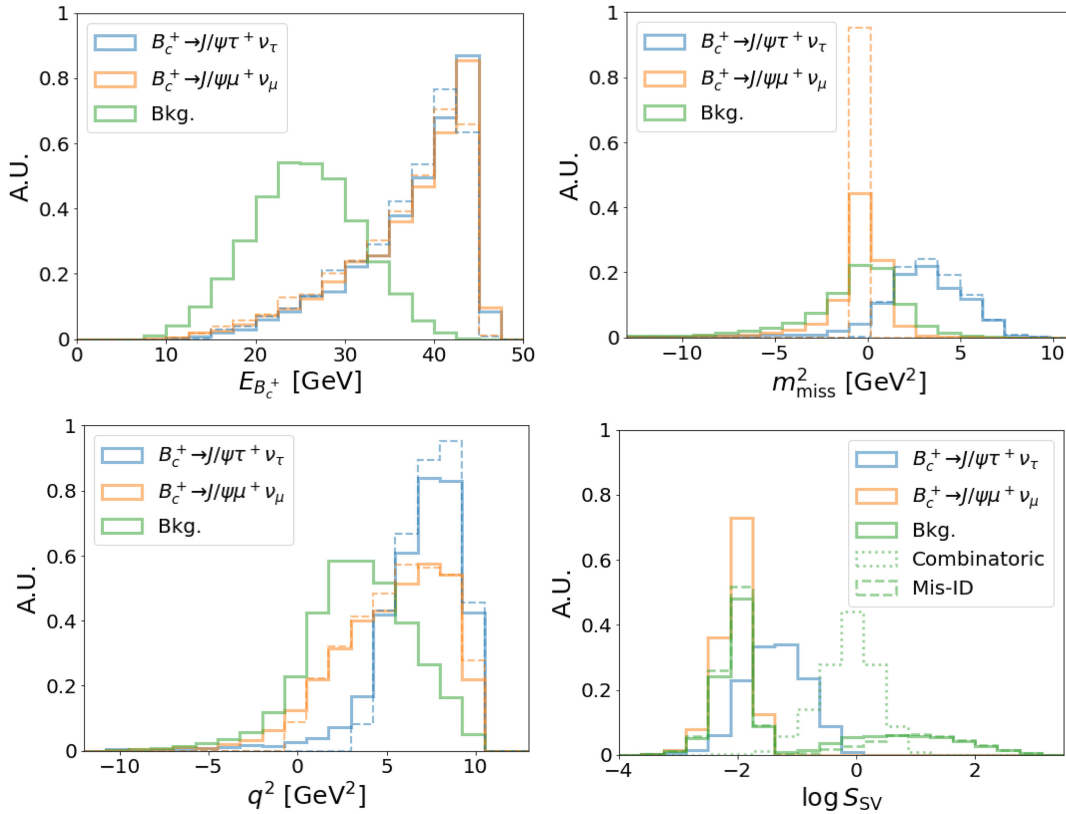 1
0.8
0.6
0.4
0.2
0
A.U.
B_c^+→J/ψτ^+ν_τ
B_c^+→J/ψμ^+ν_μ
Bkg.
0 10 20 30 40 50
E_{B_c^+} [GeV]
1
0.8
0.6
0.4
0.2
0
A.U.
B_c^+→J/ψτ^+ν_τ
B_c^+→J/ψμ^+ν_μ
Bkg.
−10 −5 0 5 10
m^2_miss [GeV^2]
1
0.8
0.6
0.4
0.2
0
A.U.
B_c^+→J/ψτ^+ν_τ
B_c^+→J/ψμ^+ν_μ
Bkg.
−10 −5 0 5 10
q^2 [GeV^2]
1
0.8
0.6
0.4
0.2
0
A.U.
B_c^+→J/ψτ^+ν_τ
B_c^+→J/ψμ^+ν_μ
Bkg.
Combinatoric
Mis-ID
−4 −2 0 2
log S_SV